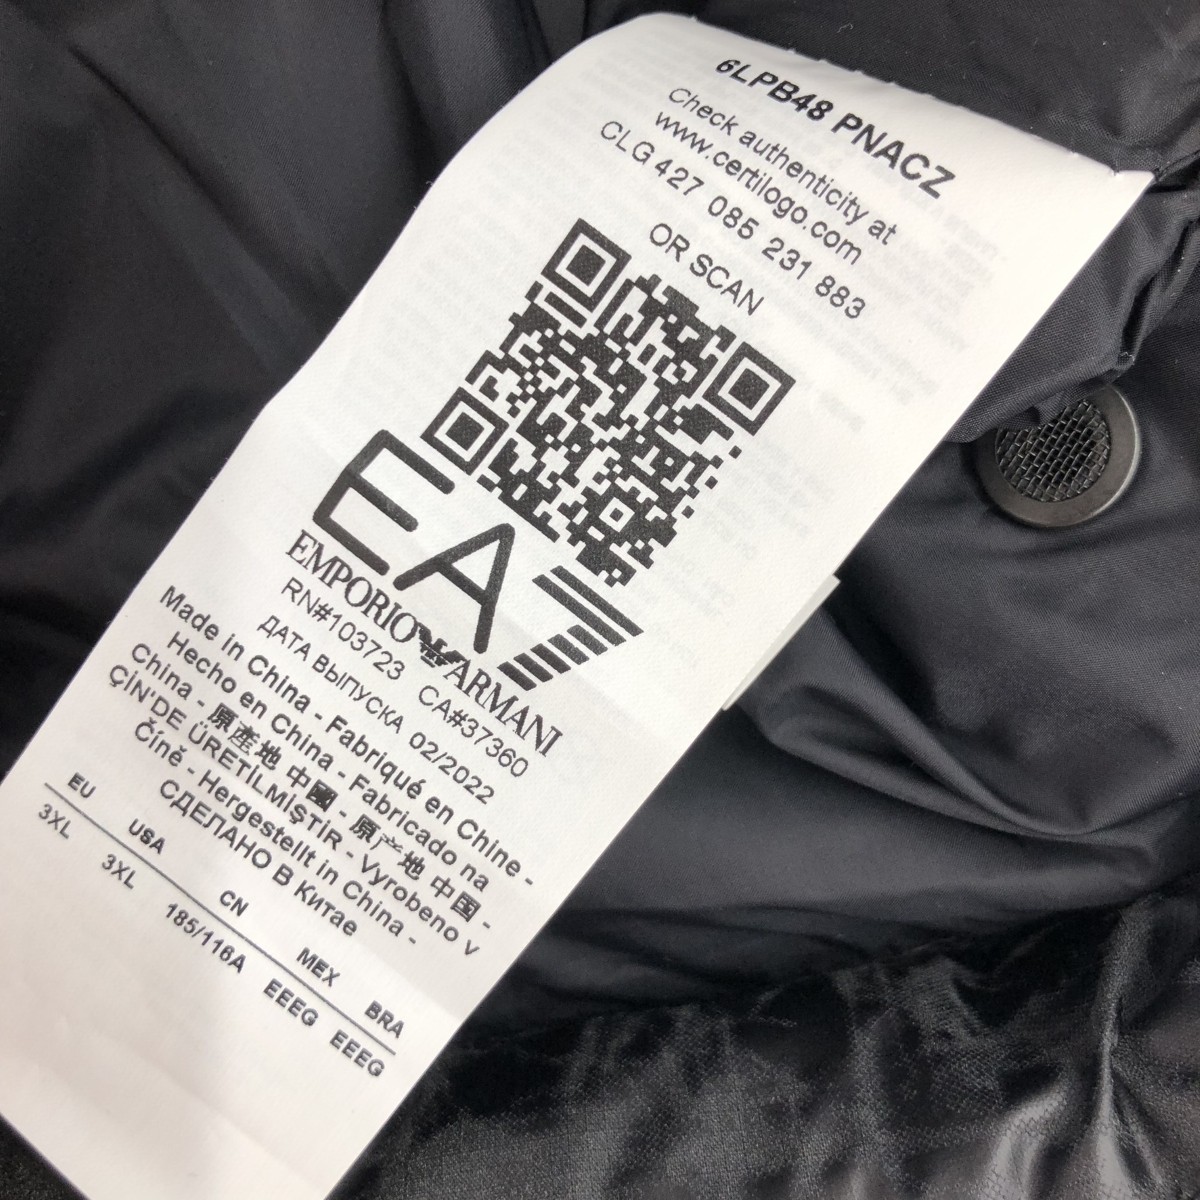 6LPB48 PNACZ
Check authenticity at
www.certilogo.com
CLG 427 085 231 883
OR SCAN
EA7
EMPORIO ARMANI
RN#103723 CA#37360
ДАТА ВЫПУСКА 02/2022
Made in China - Fabriqué en Chine -
Hecho en China - Fabricado na
China - 原產地 中國 - 原产地 中国 -
ÇİN'DE ÜRETİLMİŞTİR - Vyrobeno v
Číně - Hergestellt in China -
СДЕЛАНО В Китае
EU USA CN MEX BRA
3XL 3XL 185/116A EEEG EEEG